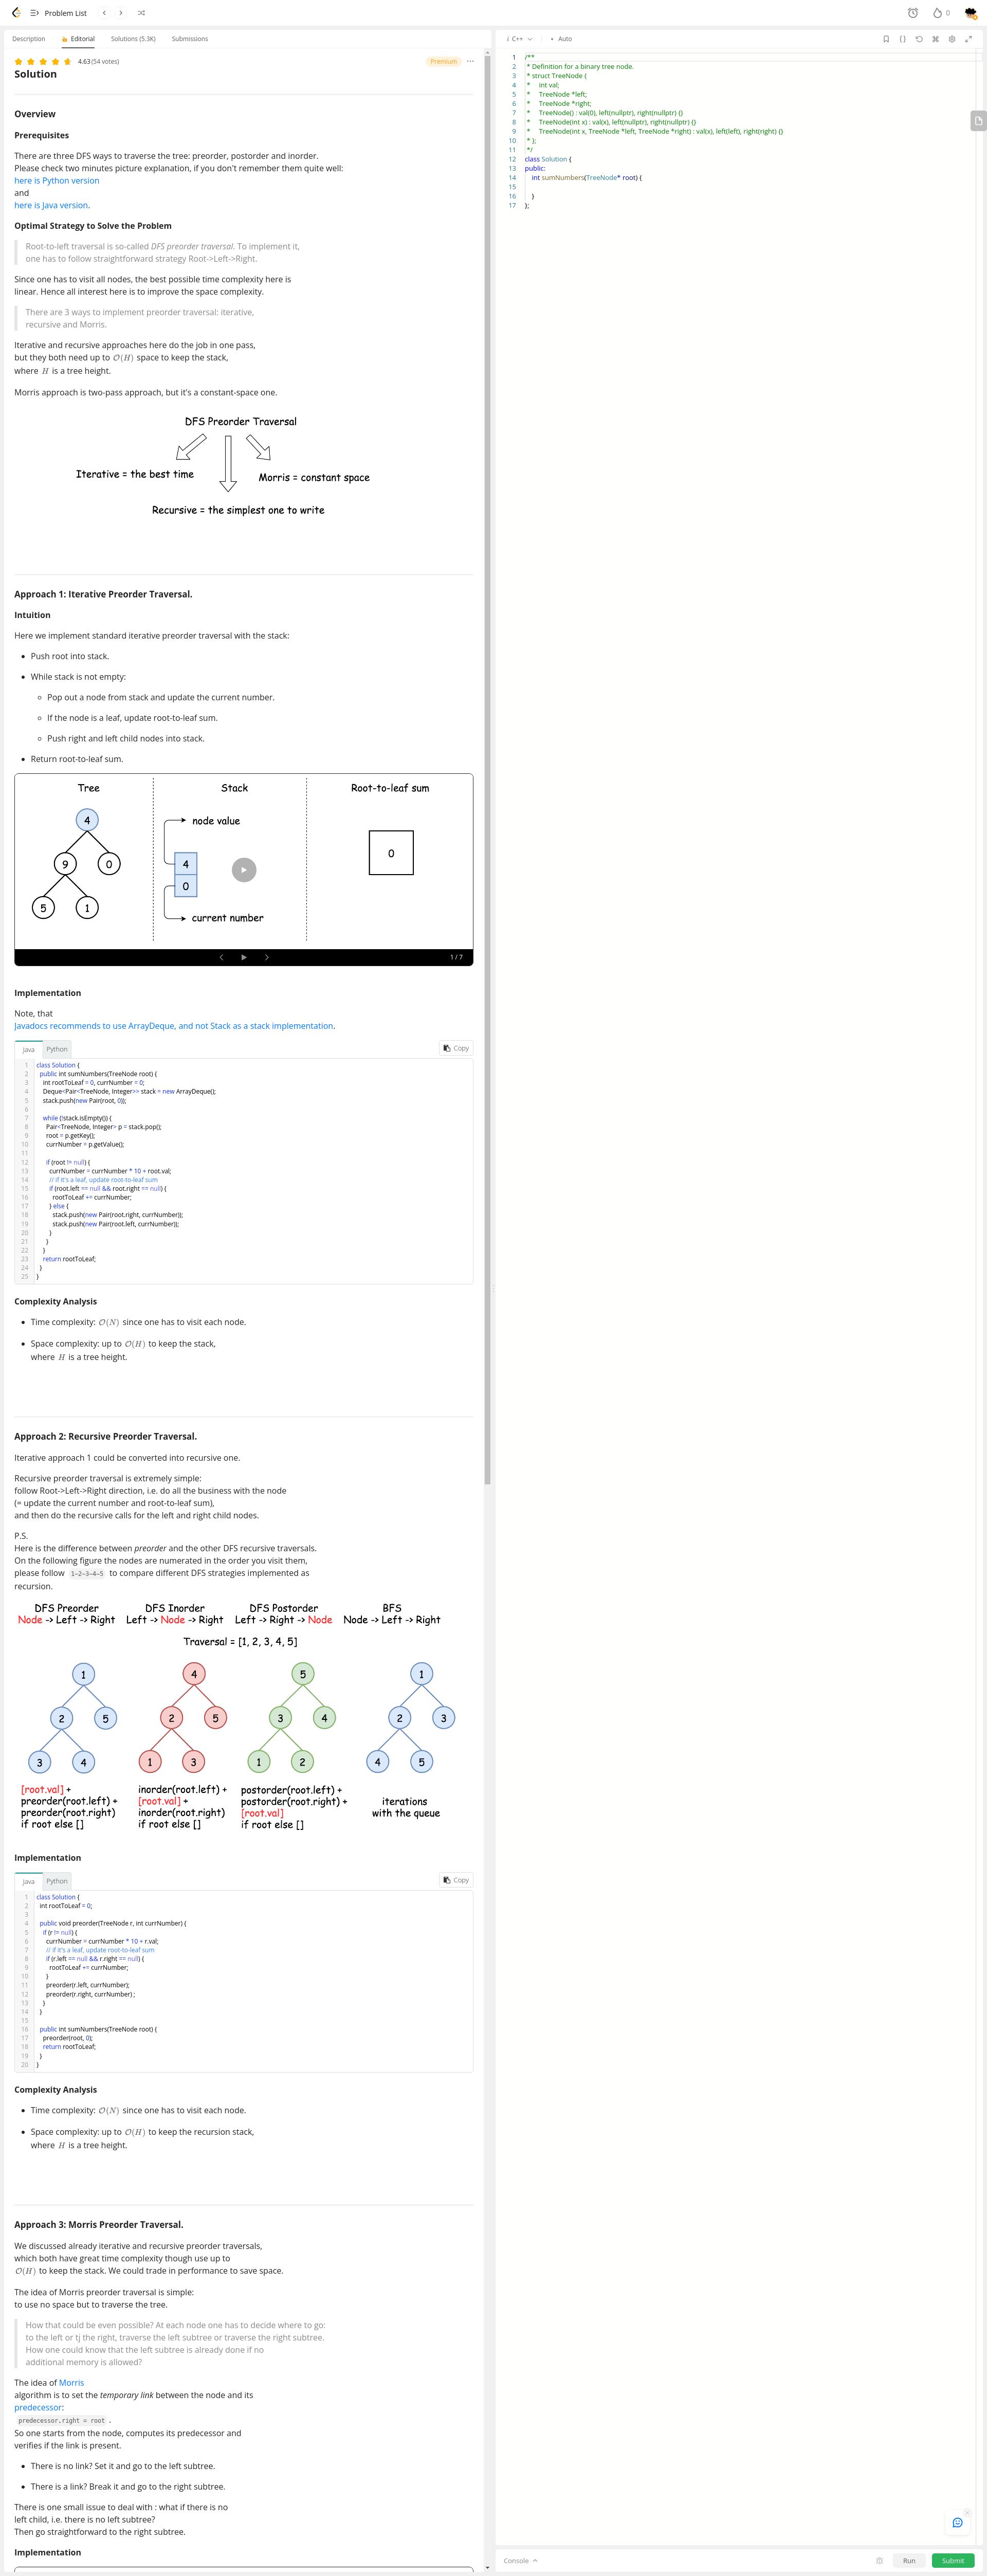 Problem List
0
Description
Editorial
Solutions (5.3K)
Submissions
4.63 (54 votes)
Premium
Solution
Overview
Prerequisites
There are three DFS ways to traverse the tree: preorder, postorder and inorder.
Please check two minutes picture explanation, if you don't remember them quite well:
here is Python version
and
here is Java version.
Optimal Strategy to Solve the Problem
Root-to-left traversal is so-called DFS preorder traversal. To implement it,
one has to follow straightforward strategy Root->Left->Right.
Since one has to visit all nodes, the best possible time complexity here is
linear. Hence all interest here is to improve the space complexity.
There are 3 ways to implement preorder traversal: iterative,
recursive and Morris.
Iterative and recursive approaches here do the job in one pass,
but they both need up to O(H) space to keep the stack,
where H is a tree height.
Morris approach is two-pass approach, but it's a constant-space one.
DFS Preorder Traversal
Iterative = the best time
Morris = constant space
Recursive = the simplest one to write
Approach 1: Iterative Preorder Traversal.
Intuition
Here we implement standard iterative preorder traversal with the stack:
• Push root into stack.
• While stack is not empty:
○ Pop out a node from stack and update the current number.
○ If the node is a leaf, update root-to-leaf sum.
○ Push right and left child nodes into stack.
• Return root-to-leaf sum.
Tree
Stack
Root-to-leaf sum
4
9
0
5
1
node value
4
0
current number
0
1 / 7
Implementation
Note, that
Javadocs recommends to use ArrayDeque, and not Stack as a stack implementation.
Java
Python
Copy
1 class Solution {
2 public int sumNumbers(TreeNode root) {
3 int rootToLeaf = 0, currNumber = 0;
4 Deque<Pair<TreeNode, Integer>> stack = new ArrayDeque();
5 stack.push(new Pair(root, 0));
6
7 while (!stack.isEmpty()) {
8 Pair<TreeNode, Integer> p = stack.pop();
9 root = p.getKey();
10 currNumber = p.getValue();
11
12 if (root != null) {
13 currNumber = currNumber * 10 + root.val;
14 // if it's a leaf, update root-to-leaf sum
15 if (root.left == null && root.right == null) {
16 rootToLeaf += currNumber;
17 } else {
18 stack.push(new Pair(root.right, currNumber));
19 stack.push(new Pair(root.left, currNumber));
20 }
21 }
22 }
23 return rootToLeaf;
24 }
25 }
Complexity Analysis
• Time complexity: O(N) since one has to visit each node.
• Space complexity: up to O(H) to keep the stack,
where H is a tree height.
Approach 2: Recursive Preorder Traversal.
Iterative approach 1 could be converted into recursive one.
Recursive preorder traversal is extremely simple:
follow Root->Left->Right direction, i.e. do all the business with the node
(= update the current number and root-to-leaf sum),
and then do the recursive calls for the left and right child nodes.
P.S.
Here is the difference between preorder and the other DFS recursive traversals.
On the following figure the nodes are numerated in the order you visit them,
please follow 1-2-3-4-5 to compare different DFS strategies implemented as
recursion.
DFS Preorder
Node -> Left -> Right
DFS Inorder
Left -> Node -> Right
DFS Postorder
Left -> Right -> Node
BFS
Node -> Left -> Right
Traversal = [1, 2, 3, 4, 5]
1
2
5
3
4
4
2
5
1
3
5
3
4
1
2
1
2
3
4
5
[root.val] +
preorder(root.left) +
preorder(root.right)
if root else []
inorder(root.left) +
[root.val] +
inorder(root.right)
if root else []
postorder(root.left) +
postorder(root.right) +
[root.val]
if root else []
iterations
with the queue
Implementation
Java
Python
Copy
1 class Solution {
2 int rootToLeaf = 0;
3
4 public void preorder(TreeNode r, int currNumber) {
5 if (r != null) {
6 currNumber = currNumber * 10 + r.val;
7 // if it's a leaf, update root-to-leaf sum
8 if (r.left == null && r.right == null) {
9 rootToLeaf += currNumber;
10 }
11 preorder(r.left, currNumber);
12 preorder(r.right, currNumber) ;
13 }
14 }
15
16 public int sumNumbers(TreeNode root) {
17 preorder(root, 0);
18 return rootToLeaf;
19 }
20 }
Complexity Analysis
• Time complexity: O(N) since one has to visit each node.
• Space complexity: up to O(H) to keep the recursion stack,
where H is a tree height.
Approach 3: Morris Preorder Traversal.
We discussed already iterative and recursive preorder traversals,
which both have great time complexity though use up to
O(H) to keep the stack. We could trade in performance to save space.
The idea of Morris preorder traversal is simple:
to use no space but to traverse the tree.
How that could be even possible? At each node one has to decide where to go:
to the left or tj the right, traverse the left subtree or traverse the right subtree.
How one could know that the left subtree is already done if no
additional memory is allowed?
The idea of Morris
algorithm is to set the temporary link between the node and its
predecessor:
predecessor.right = root .
So one starts from the node, computes its predecessor and
verifies if the link is present.
• There is no link? Set it and go to the left subtree.
• There is a link? Break it and go to the right subtree.
There is one small issue to deal with : what if there is no
left child, i.e. there is no left subtree?
Then go straightforward to the right subtree.
Implementation
i C++
• Auto
1 /**
2 * Definition for a binary tree node.
3 * struct TreeNode {
4 * int val;
5 * TreeNode *left;
6 * TreeNode *right;
7 * TreeNode() : val(0), left(nullptr), right(nullptr) {}
8 * TreeNode(int x) : val(x), left(nullptr), right(nullptr) {}
9 * TreeNode(int x, TreeNode *left, TreeNode *right) : val(x), left(left), right(right) {}
10 * };
11 */
12 class Solution {
13 public:
14 int sumNumbers(TreeNode* root) {
15
16 }
17 };
Console
Run
Submit